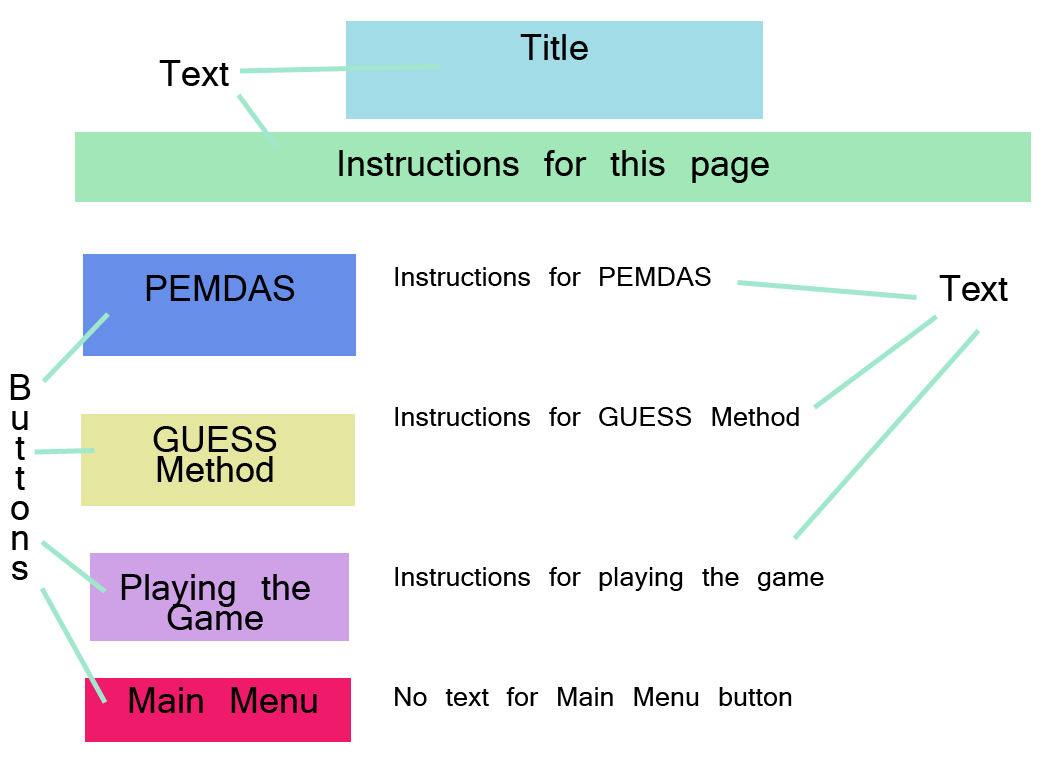 Title
Text
Instructions for this page
PEMDAS
Instructions for PEMDAS
Text
Buttons
GUESS
Method
Instructions for GUESS Method
Playing the
Game
Instructions for playing the game
Main Menu
No text for Main Menu button